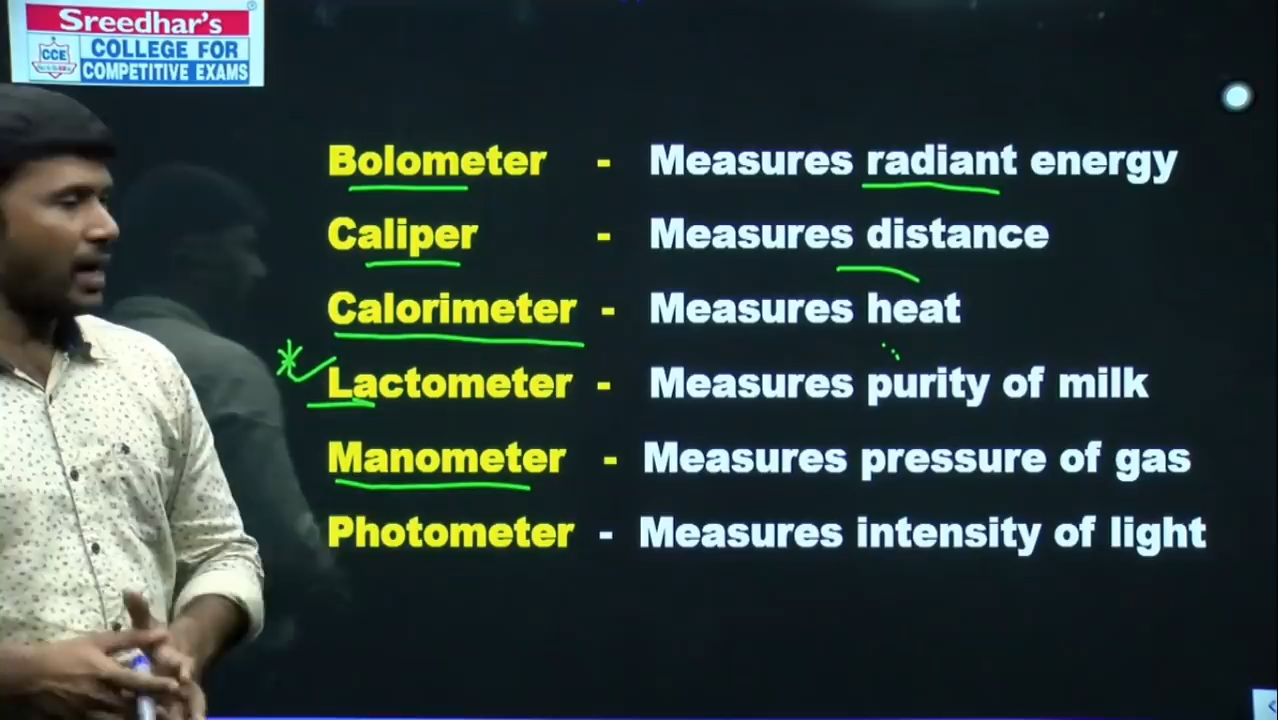 Sreedhar's
CCE
COLLEGE FOR
COMPETITIVE EXAMS
Bolometer - Measures radiant energy
Caliper - Measures distance
Calorimeter - Measures heat
Lactometer - Measures purity of milk
Manometer - Measures pressure of gas
Photometer - Measures intensity of light